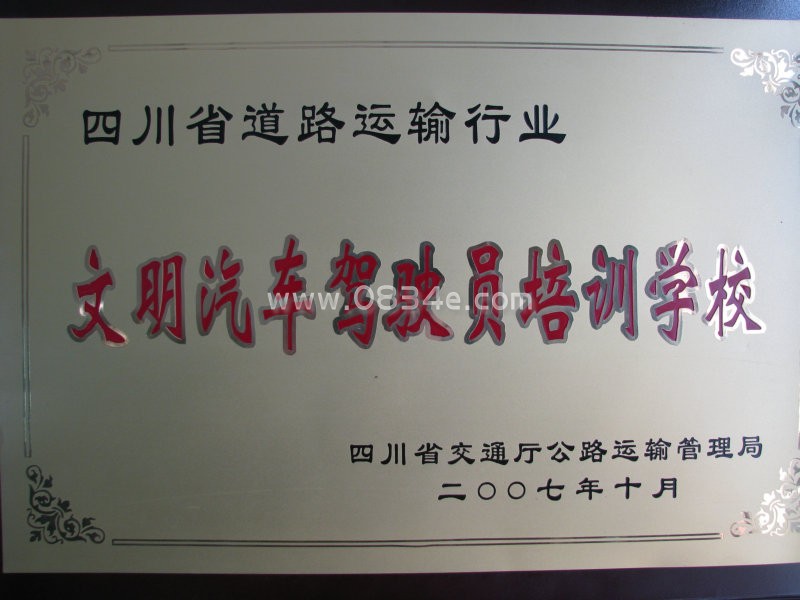 四川省道路运输行业
文明汽车驾驶员培训学校
www.0834e.com
四川省交通厅公路运输管理局
二〇〇七年十月